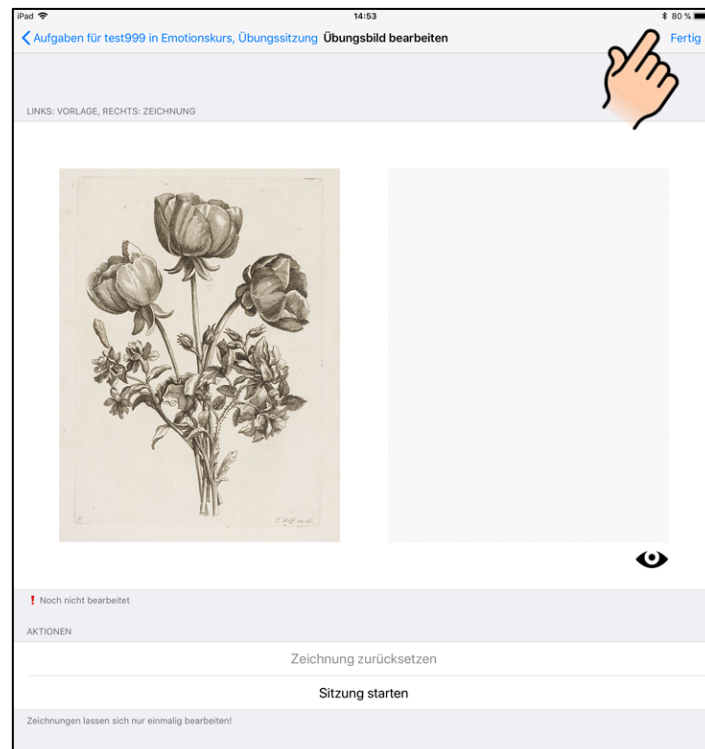 iPad 14:53 80 %
Aufgaben für test999 in Emotionskurs, Übungssitzung Übungsbild bearbeiten Fertig
LINKS: VORLAGE, RECHTS: ZEICHNUNG
! Noch nicht bearbeitet
AKTIONEN
Zeichnung zurücksetzen
Sitzung starten
Zeichnungen lassen sich nur einmalig bearbeiten!